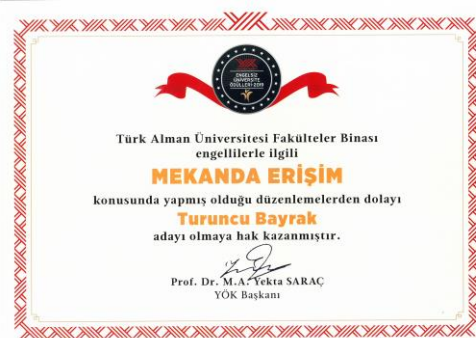 ENGELSİZ
ÜNİVERSİTE
ÖDÜLLERİ 2019
Türk Alman Üniversitesi Fakülteler Binası
engellilerle ilgili
MEKANDA ERİŞİM
konusunda yapmış olduğu düzenlemelerden dolayı
Turuncu Bayrak
adayı olmaya hak kazanmıştır.
Prof. Dr. M.A. Yekta SARAÇ
YÖK Başkanı